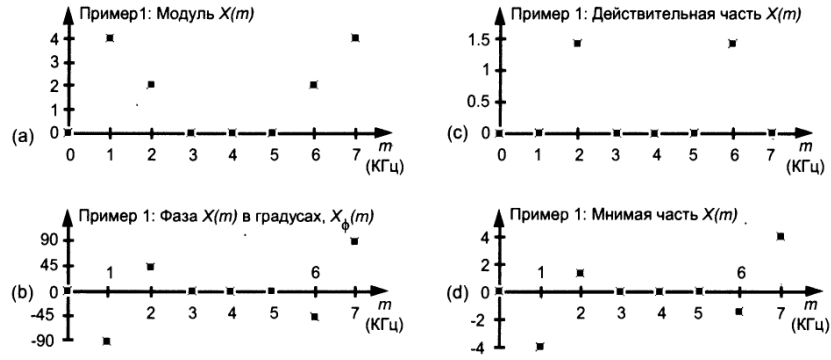 Пример1: Модуль X(m)
4
3
2
1
0
(a)
0 1 2 3 4 5 6 7
m
(КГц)
Пример 1: Действительная часть X(m)
1.5
1
0.5
0
(c)
0 1 2 3 4 5 6 7
m
(КГц)
Пример 1: Фаза X(m) в градусах, Xϕ(m)
90
45
0
-45
-90
(b)
1 6
2 3 4 5 7
m
(КГц)
Пример 1: Мнимая часть X(m)
4
2
0
-2
-4
(d)
1 6
2 3 4 5 7
m
(КГц)